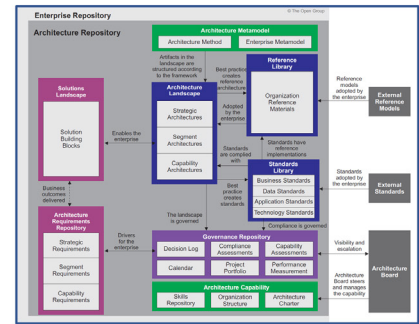 © The Open Group
Enterprise Repository
Architecture Repository
Architecture Metamodel
Architecture Method
Enterprise Metamodel
Artifacts in the
landscape are
structured according
to the framework.
Best practice
creates
reference
architecture
Solutions
Landscape
Solution
Building
Blocks
Enables the
enterprise
Architecture
Landscape
Strategic
Architectures
Segment
Architectures
Capability
Architectures
Adopted
by the
enterprise
Reference
Library
Organization
Reference
Materials
Reference
models
adopted by
the enterprise
External
Reference
Models
Standards
are complied
with
Standards have
reference
implementations
Standards
Library
Business Standards
Data Standards
Application Standards
Technology Standards
Standards
adopted by the
enterprise
External
Standards
Business
outcomes
delivered
Best
practice
creates
standards
The landscape
is governed
Compliance is governed
Architecture
Requirements
Repository
Strategic
Requirements
Segment
Requirements
Capability
Requirements
Drivers
for the
enterprise
Governance Repository
Decision Log
Compliance
Assessments
Capability
Assessments
Calendar
Project
Portfolio
Performance
Measurement
Visibility and
escalation
Architecture
Board steers
and manages
the capability
Architecture
Board
Architecture Capability
Skills
Repository
Organization
Structure
Architecture
Charter